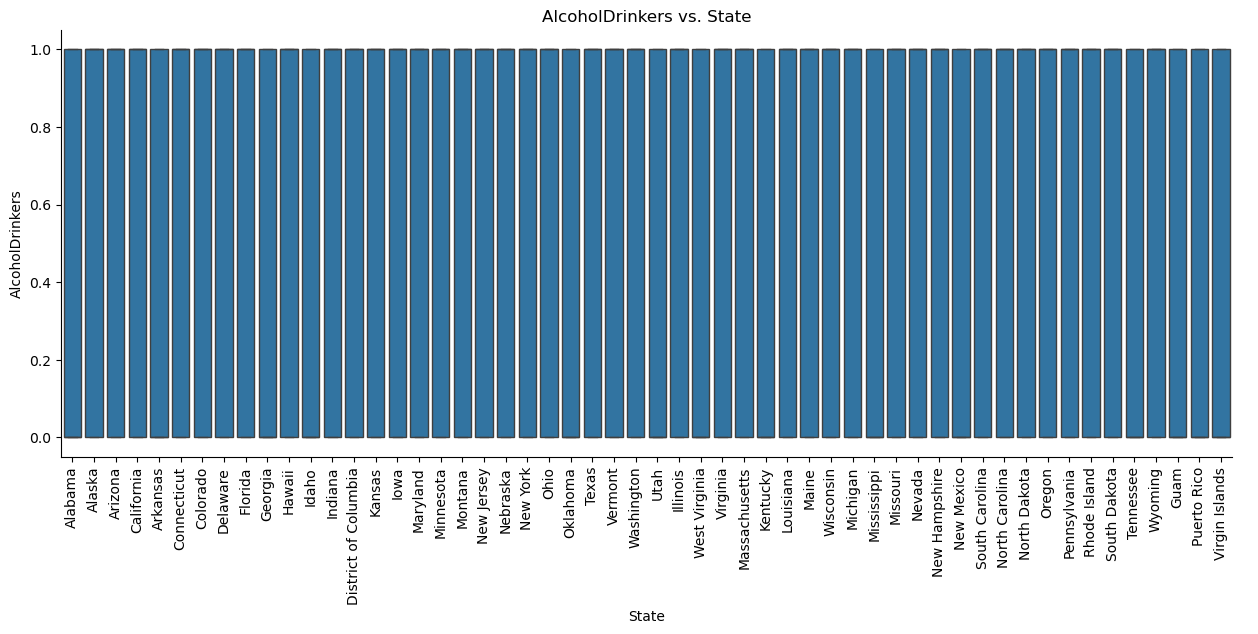 AlcoholDrinkers vs. State
AlcoholDrinkers
1.0
0.8
0.6
0.4
0.2
0.0
Alabama
Alaska
Arizona
California
Arkansas
Connecticut
Colorado
Delaware
Florida
Georgia
Hawaii
Idaho
Indiana
District of Columbia
Kansas
Iowa
Maryland
Minnesota
Montana
New Jersey
Nebraska
New York
Ohio
Oklahoma
Texas
Vermont
Washington
Utah
Illinois
West Virginia
Virginia
Massachusetts
Kentucky
Louisiana
Maine
Wisconsin
Michigan
Mississippi
Missouri
Nevada
New Hampshire
New Mexico
South Carolina
North Carolina
North Dakota
Oregon
Pennsylvania
Rhode Island
South Dakota
Tennessee
Wyoming
Guam
Puerto Rico
Virgin Islands
State